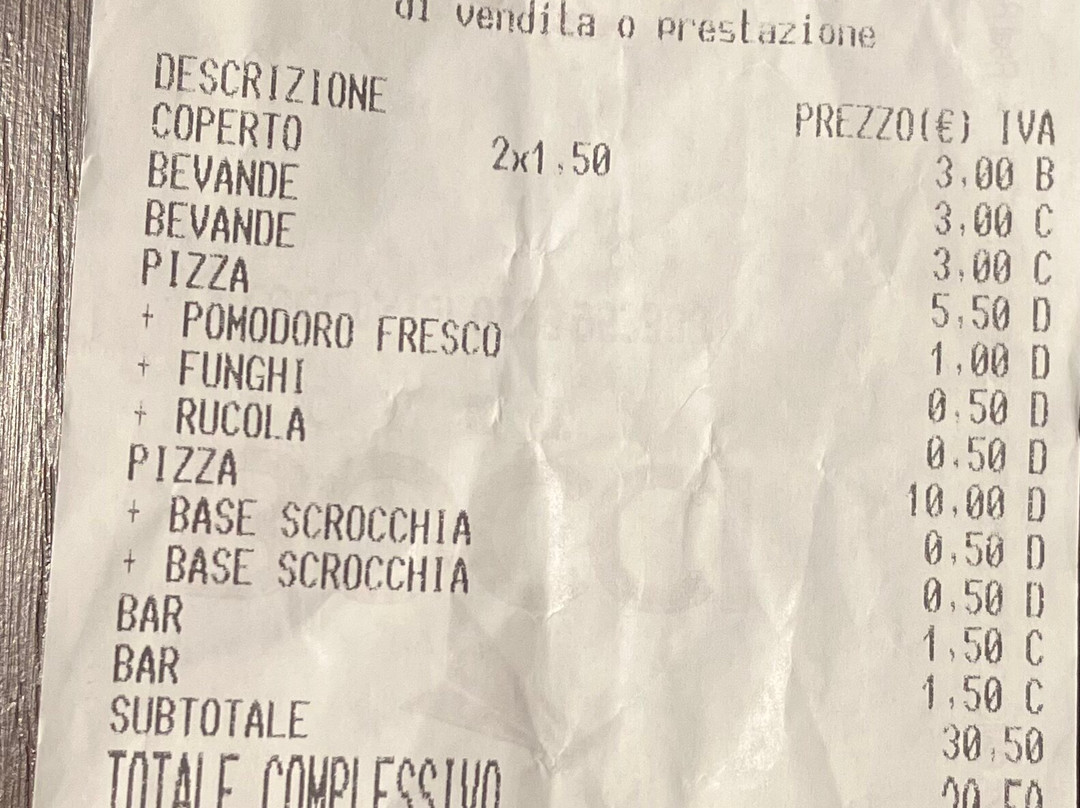 di vendita o prestazione
DESCRIZIONE PREZZO(€) IVA
COPERTO 2x1,50 3,00 B
BEVANDE 3,00 C
BEVANDE 3,00 C
PIZZA 5,50 D
+ POMODORO FRESCO 1,00 D
+ FUNGHI 0,50 D
+ RUCOLA 0,50 D
PIZZA 10,00 D
+ BASE SCROCCHIA 0,50 D
+ BASE SCROCCHIA 0,50 D
BAR 1,50 C
BAR 1,50 C
SUBTOTALE 30,50
TOTALE COMPLESSIVO